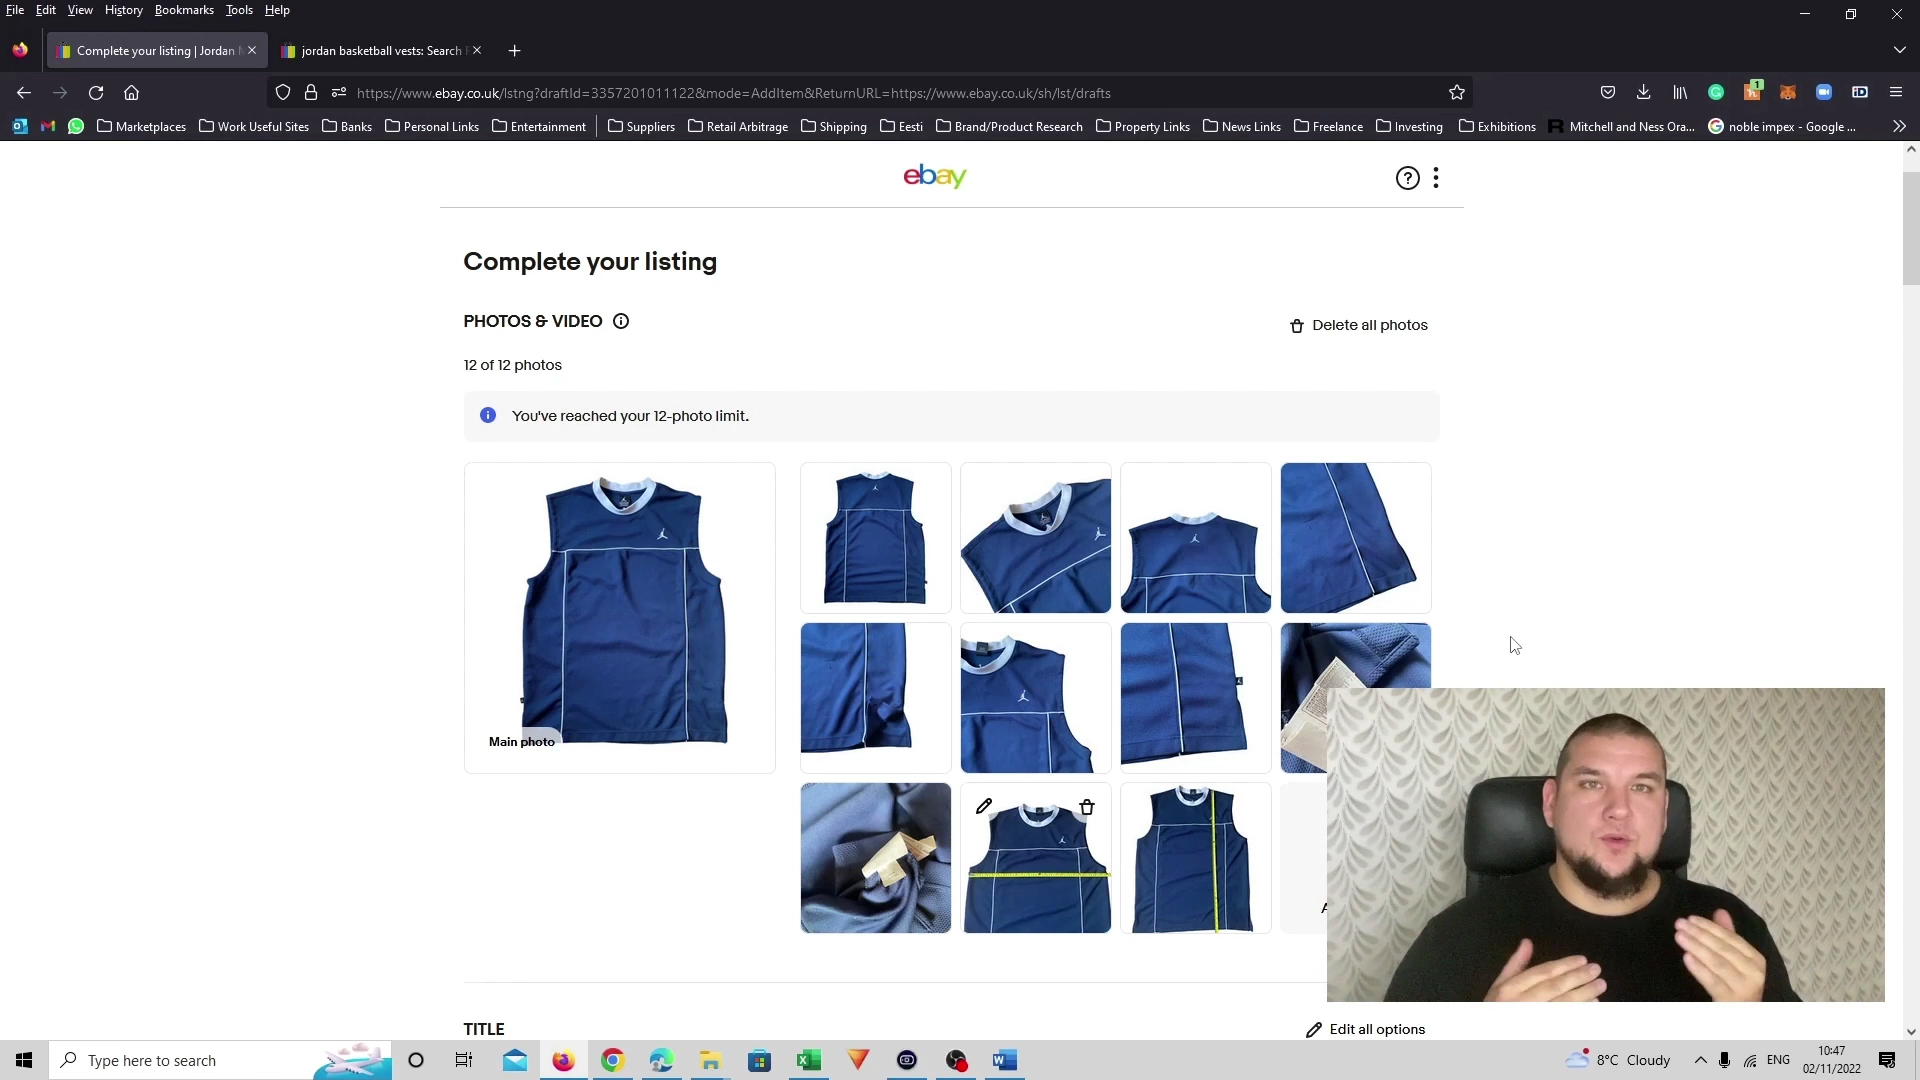 File Edit View History Bookmarks Tools Help
Complete your listing | Jordan
jordan basketball vests: Search
https://www.ebay.co.uk/lstng?draftId=3357201011122&mode=AddItem&ReturnURL=https://www.ebay.co.uk/sh/lst/drafts
1
Marketplaces Work Useful Sites Banks Personal Links Entertainment Suppliers Retail Arbitrage Shipping Eesti Brand/Product Research Property Links News Links Freelance Investing Exhibitions Mitchell and Ness Ora... noble impex - Google ...
ebay
Complete your listing
PHOTOS & VIDEO
Delete all photos
12 of 12 photos
You've reached your 12-photo limit.
Main photo
TITLE
Edit all options
Type here to search
8°C Cloudy
ENG
10:47
02/11/2022